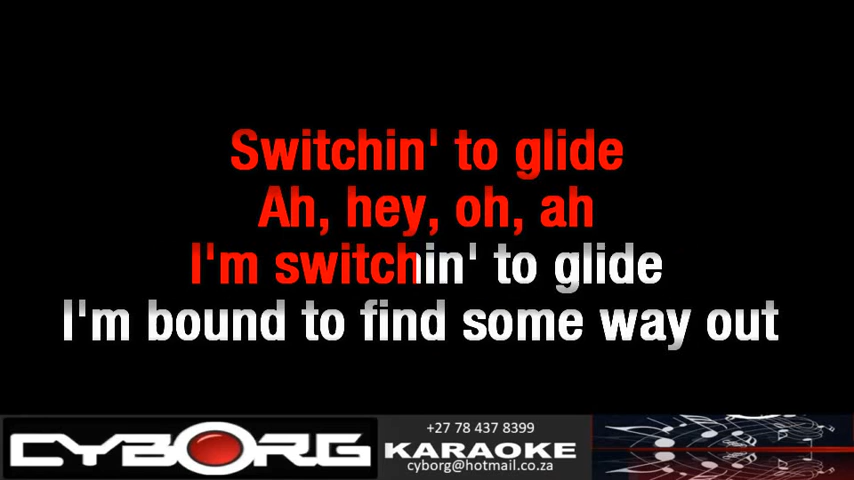 Switchin' to glide
Ah, hey, oh, ah
I'm switchin' to glide
I'm bound to find some way out
CYBORG
+27 78 437 8399
KARAOKE
cyborg@hotmail.co.za